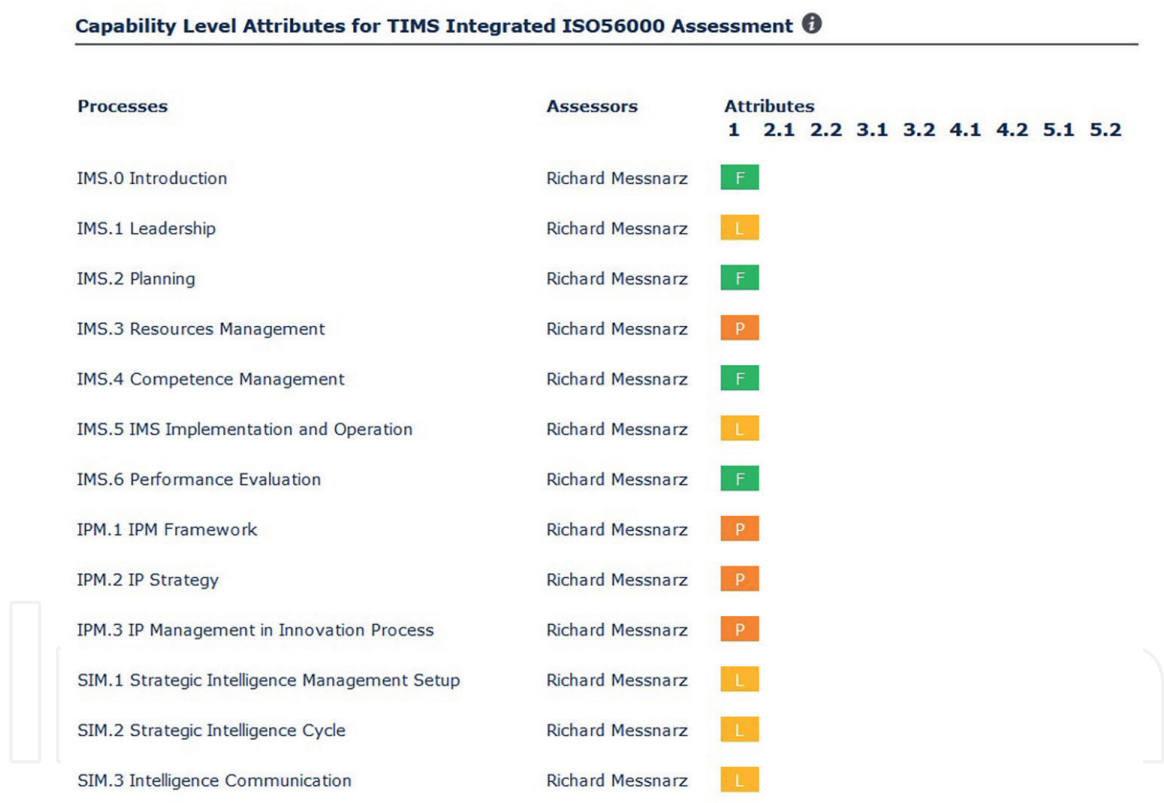 Capability Level Attributes for TIMS Integrated ISO56000 Assessment i
Processes Assessors Attributes
1 2.1 2.2 3.1 3.2 4.1 4.2 5.1 5.2
IMS.0 Introduction Richard Messnarz F
IMS.1 Leadership Richard Messnarz L
IMS.2 Planning Richard Messnarz F
IMS.3 Resources Management Richard Messnarz P
IMS.4 Competence Management Richard Messnarz F
IMS.5 IMS Implementation and Operation Richard Messnarz L
IMS.6 Performance Evaluation Richard Messnarz F
IPM.1 IPM Framework Richard Messnarz P
IPM.2 IP Strategy Richard Messnarz P
IPM.3 IP Management in Innovation Process Richard Messnarz P
SIM.1 Strategic Intelligence Management Setup Richard Messnarz L
SIM.2 Strategic Intelligence Cycle Richard Messnarz L
SIM.3 Intelligence Communication Richard Messnarz L